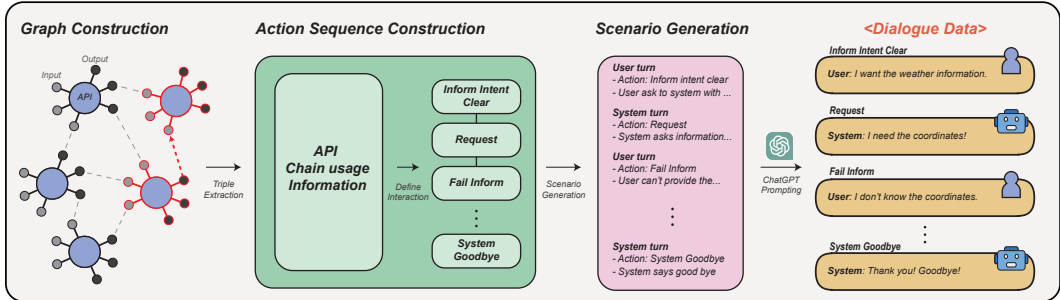 Graph Construction
Output
Input
API
Triple
Extraction
Action Sequence Construction
API
Chain usage
Information
Define
Interaction
Inform Intent
Clear
Request
Fail Inform
System
Goodbye
Scenario
Generation
Scenario Generation
User turn
- Action: Inform intent clear
- User ask to system with ...
System turn
- Action: Request
- System asks information...
User turn
- Action: Fail Inform
- User can't provide the...
System turn
- Action: System Goodbye
- System says good bye
ChatGPT
Prompting
<Dialogue Data>
Inform Intent Clear
User: I want the weather information.
Request
System: I need the coordinates!
Fail Inform
User: I don't know the coordinates.
System Goodbye
System: Thank you! Goodbye!